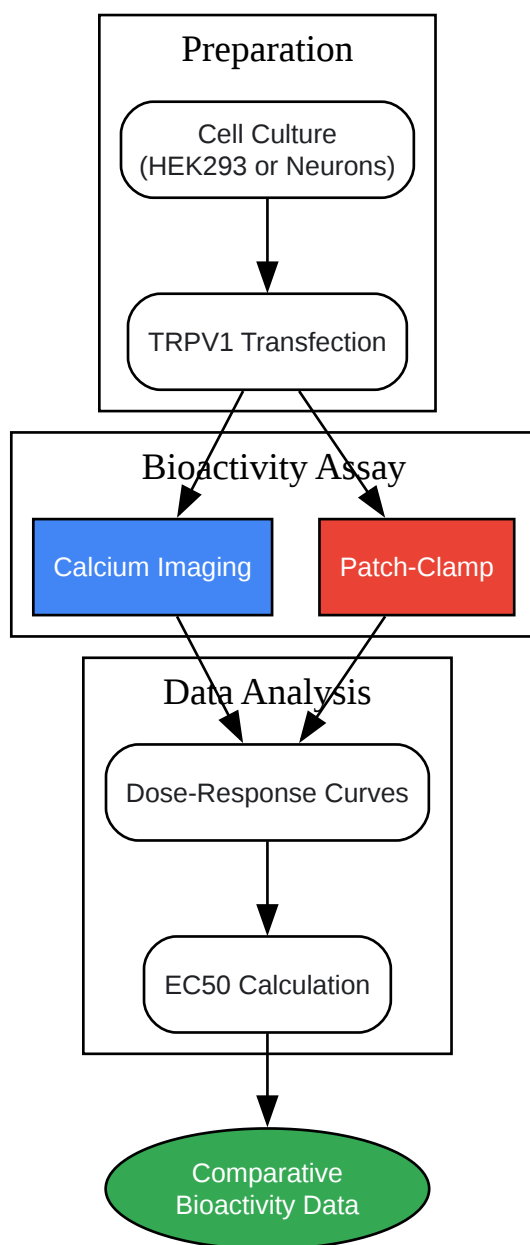 Preparation
Cell Culture
(HEK293 or Neurons)
TRPV1 Transfection
Bioactivity Assay
Calcium Imaging
Patch-Clamp
Data Analysis
Dose-Response Curves
EC50 Calculation
Comparative
Bioactivity Data